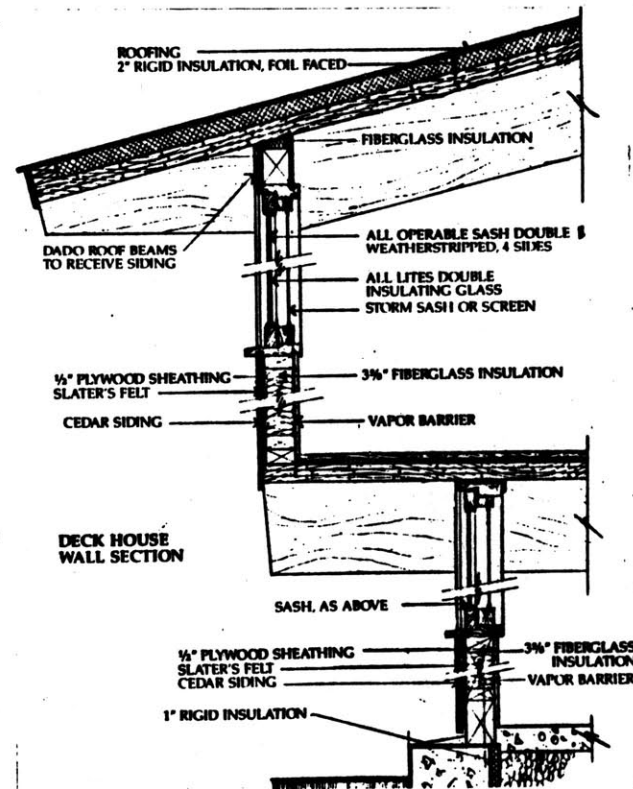 ROOFING
2" RIGID INSULATION, FOIL FACED
FIBERGLASS INSULATION
DADO ROOF BEAMS
TO RECEIVE SIDING
ALL OPERABLE SASH DOUBLE
WEATHERSTRIPPED, 4 SIDES
ALL LITES DOUBLE
INSULATING GLASS
STORM SASH OR SCREEN
½" PLYWOOD SHEATHING
SLATER'S FELT
CEDAR SIDING
3⅝" FIBERGLASS INSULATION
VAPOR BARRIER
DECK HOUSE
WALL SECTION
SASH, AS ABOVE
½" PLYWOOD SHEATHING
SLATER'S FELT
CEDAR SIDING
3⅝" FIBERGLASS
INSULATION
VAPOR BARRIER
1" RIGID INSULATION